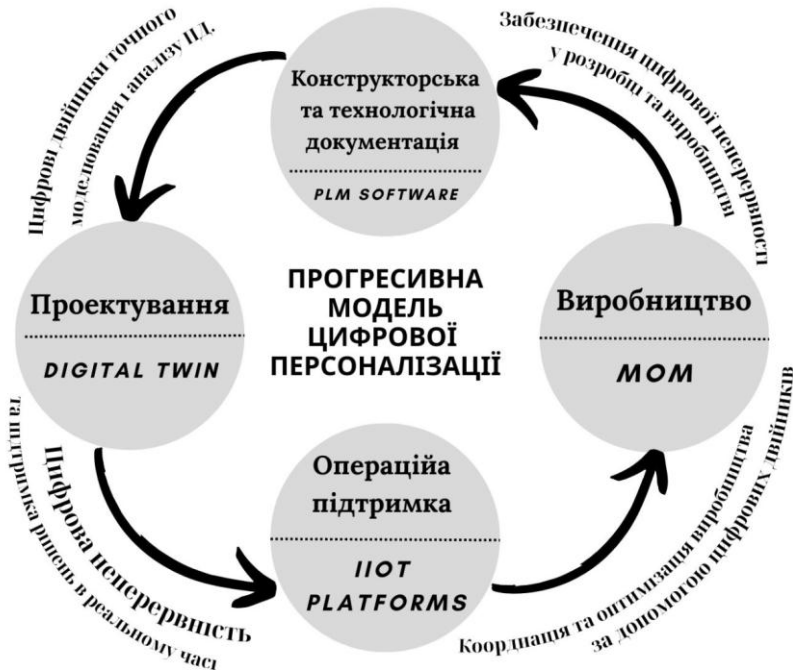 Цифрові двійники точного
моделювання і аналізу ПД
Конструкторська
та технологічна
документація
PLM SOFTWARE
Забезпечення цифрової неперервності
у розробці та виробництві
Проектування
DIGITAL TWIN
ПРОГРЕСИВНА
МОДЕЛЬ
ЦИФРОВОЇ
ПЕРСОНАЛІЗАЦІЇ
Виробництво
MOM
Цифрова неперервність
та підтримка рішень в реальному часі
Операційа
підтримка
IIOT
PLATFORMS
Координація та оптимізація виробництва
за допомогою цифрових двійників